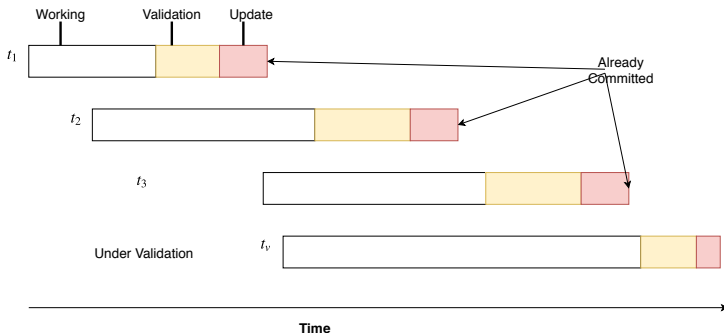 Working Validation Update
t1
Already
Committed
t2
t3
Under Validation tv
Time